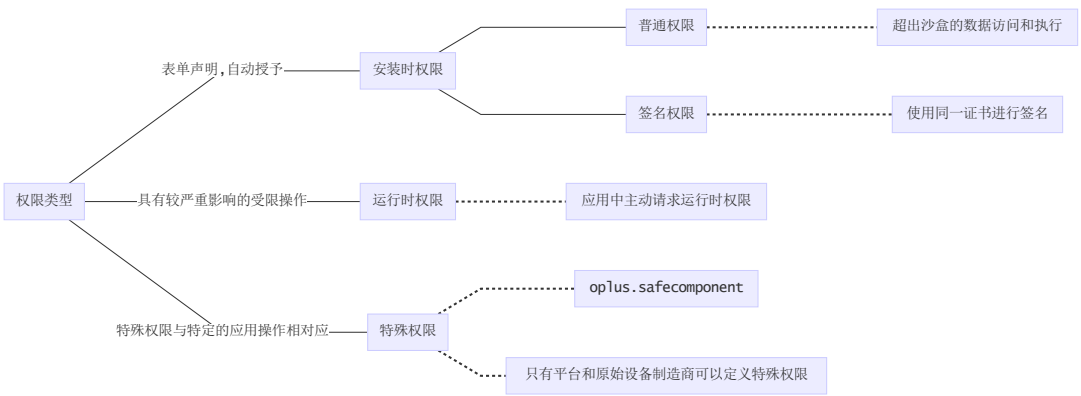 普通权限
超出沙盒的数据访问和执行
表单声明,自动授予
安装时权限
签名权限
使用同一证书进行签名
权限类型
具有较严重影响的受限操作
运行时权限
应用中主动请求运行时权限
oplus.safecomponent
特殊权限与特定的应用操作相对应
特殊权限
只有平台和原始设备制造商可以定义特殊权限